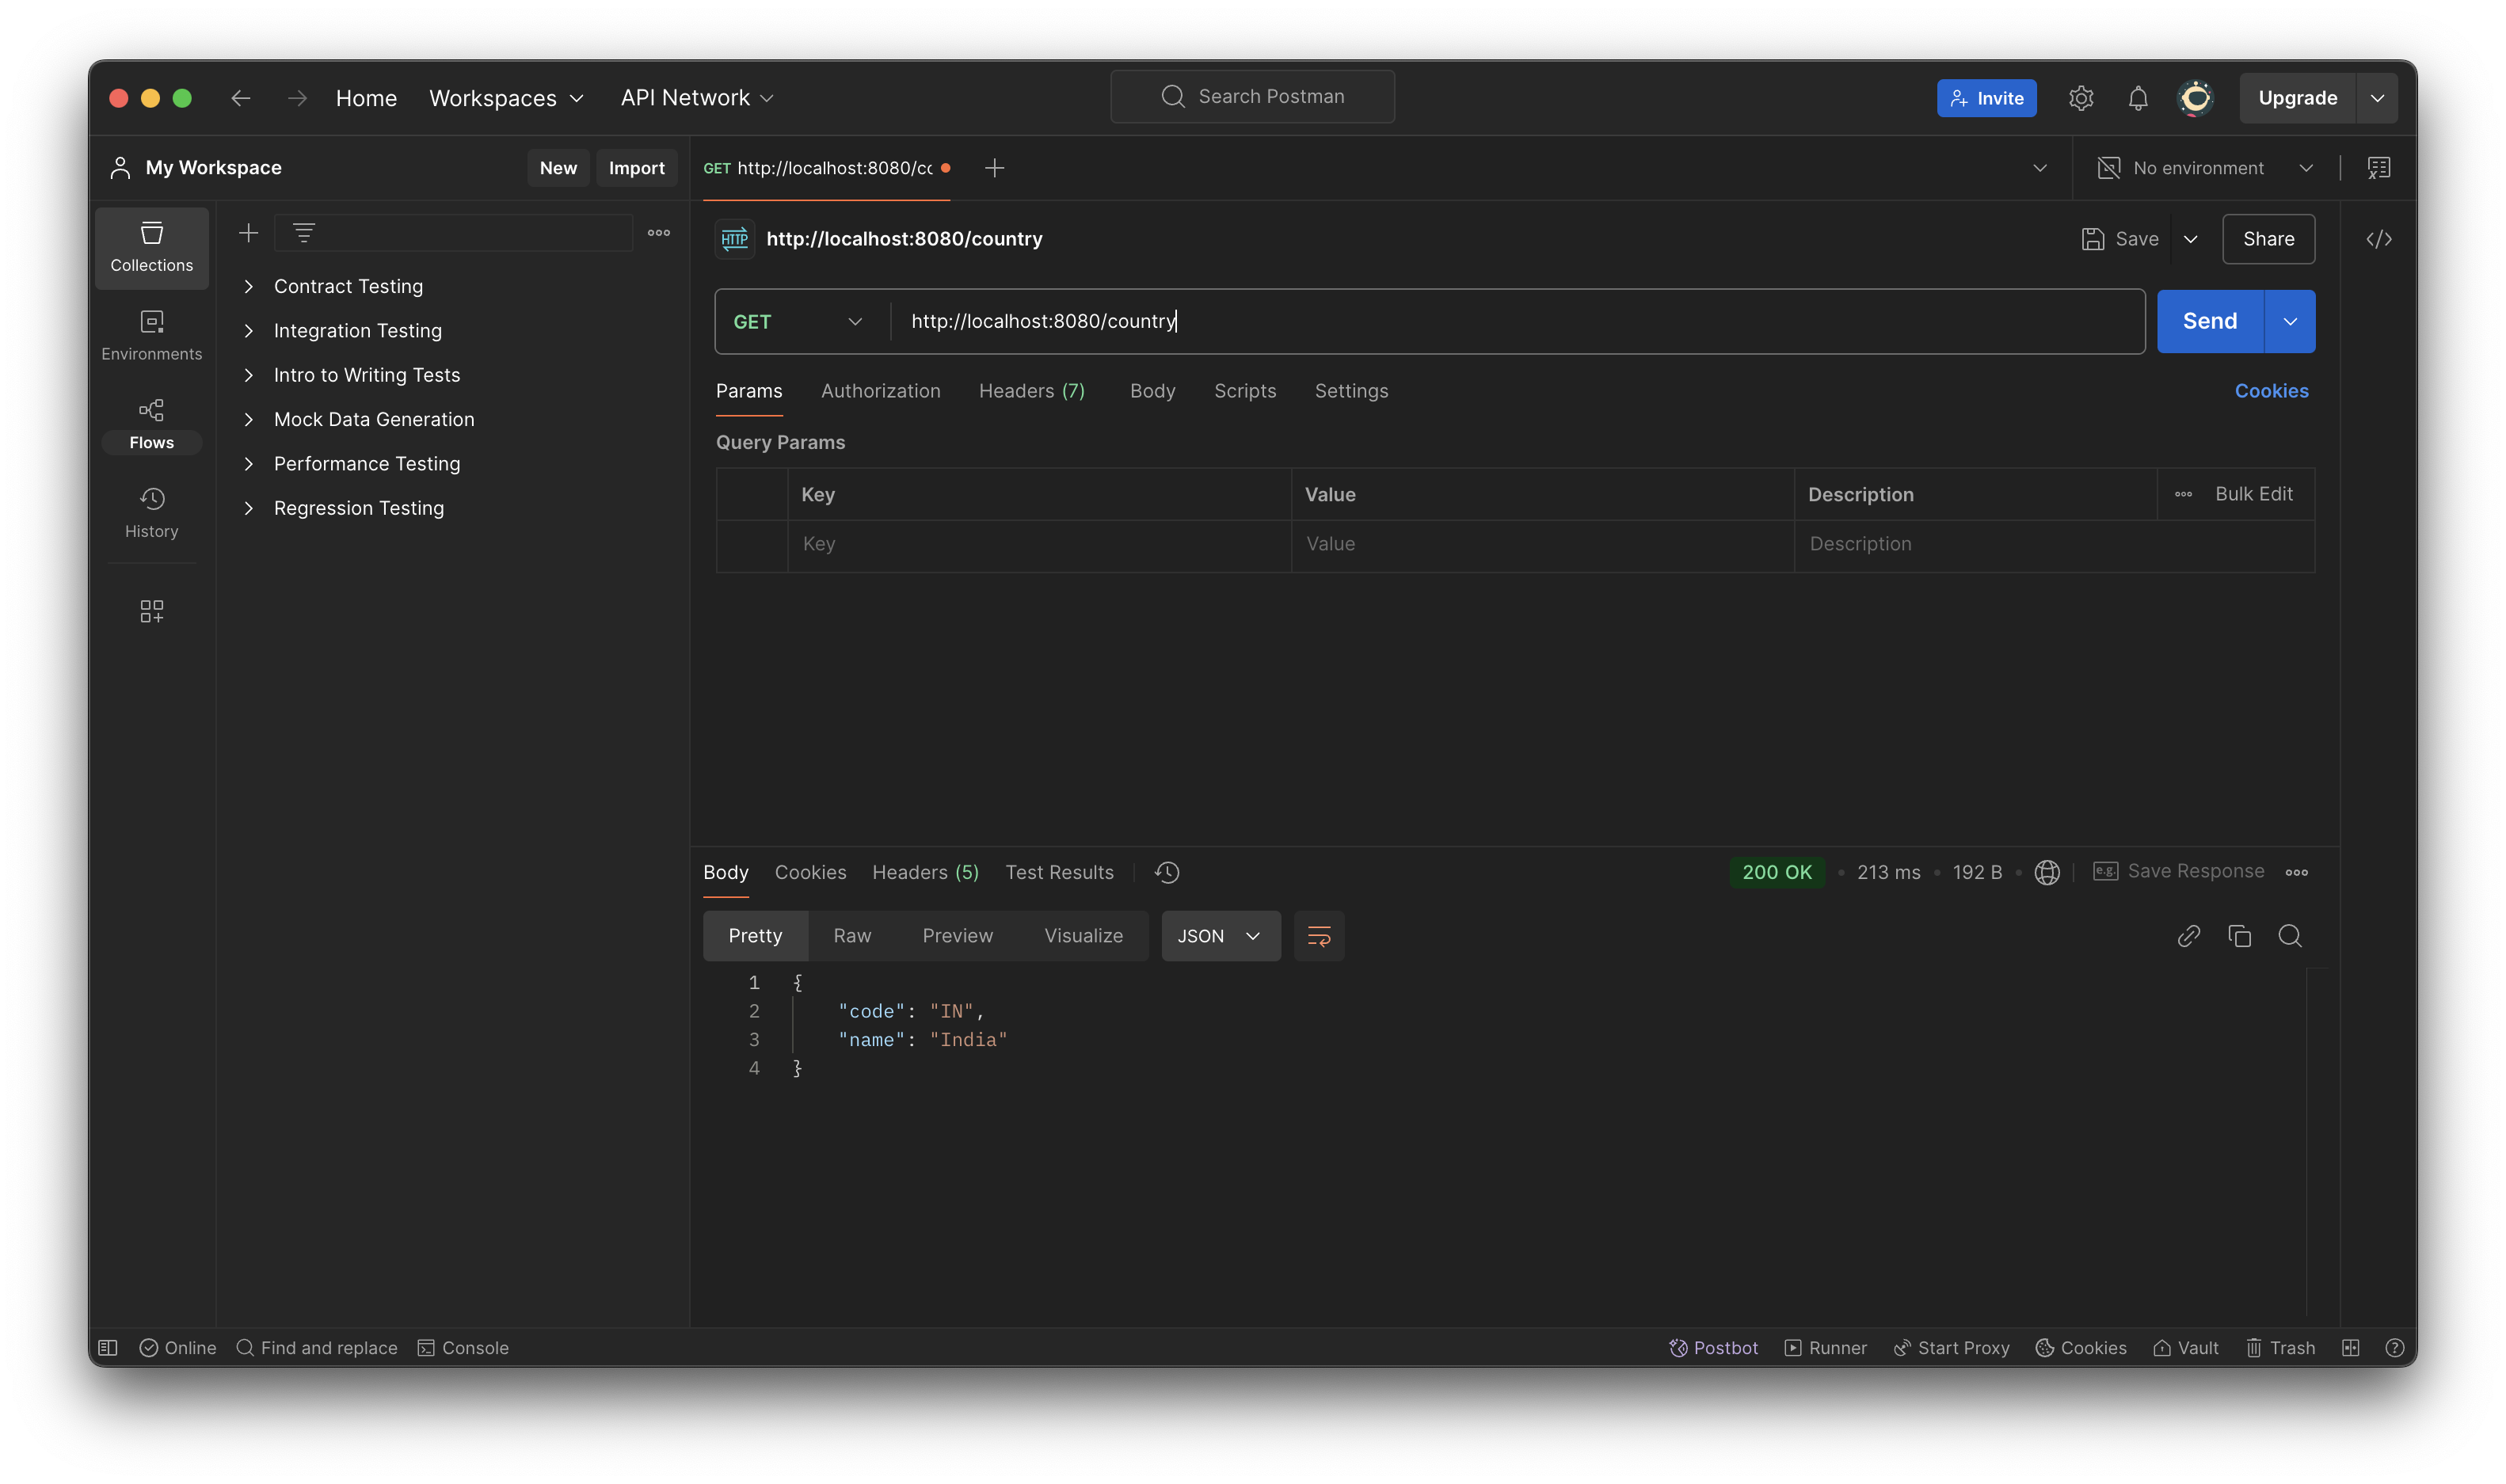 Home Workspaces API Network Search Postman Invite Upgrade
My Workspace New Import GET http://localhost:8080/cc No environment
Collections
Environments
Flows
History
Contract Testing
Integration Testing
Intro to Writing Tests
Mock Data Generation
Performance Testing
Regression Testing
HTTP http://localhost:8080/country Save Share
GET http://localhost:8080/country Send
Params Authorization Headers (7) Body Scripts Settings Cookies
Query Params
Key Value Description Bulk Edit
Key Value Description
Body Cookies Headers (5) Test Results 200 OK • 213 ms • 192 B • e.g. Save Response
Pretty Raw Preview Visualize JSON
1 {
2 "code": "IN",
3 "name": "India"
4 }
Online Find and replace Console Postbot Runner Start Proxy Cookies Vault Trash